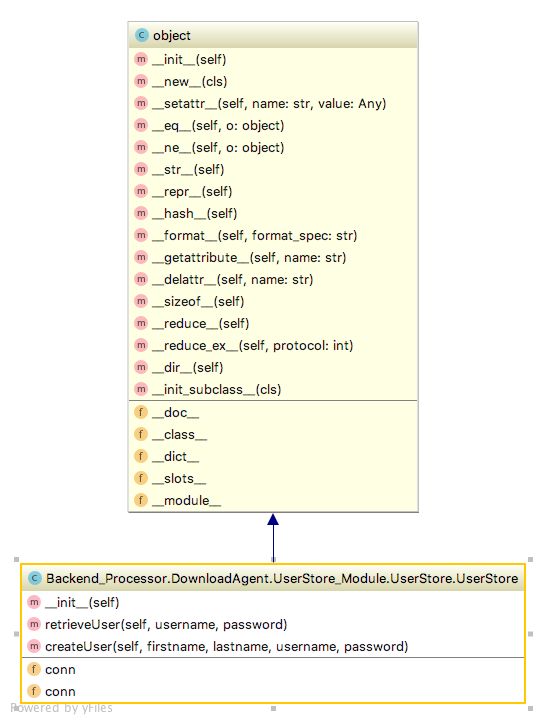 C object
m __init__(self)
m __new__(cls)
m __setattr__(self, name: str, value: Any)
m __eq__(self, o: object)
m __ne__(self, o: object)
m __str__(self)
m __repr__(self)
m __hash__(self)
m __format__(self, format_spec: str)
m __getattribute__(self, name: str)
m __delattr__(self, name: str)
m __sizeof__(self)
m __reduce__(self)
m __reduce_ex__(self, protocol: int)
m __dir__(self)
m __init_subclass__(cls)
f __doc__
f __class__
f __dict__
f __slots__
f __module__
C Backend_Processor.DownloadAgent.UserStore_Module.UserStore.UserStore
m __init__(self)
m retrieveUser(self, username, password)
m createUser(self, firstname, lastname, username, password)
f conn
f conn
Powered by yFiles